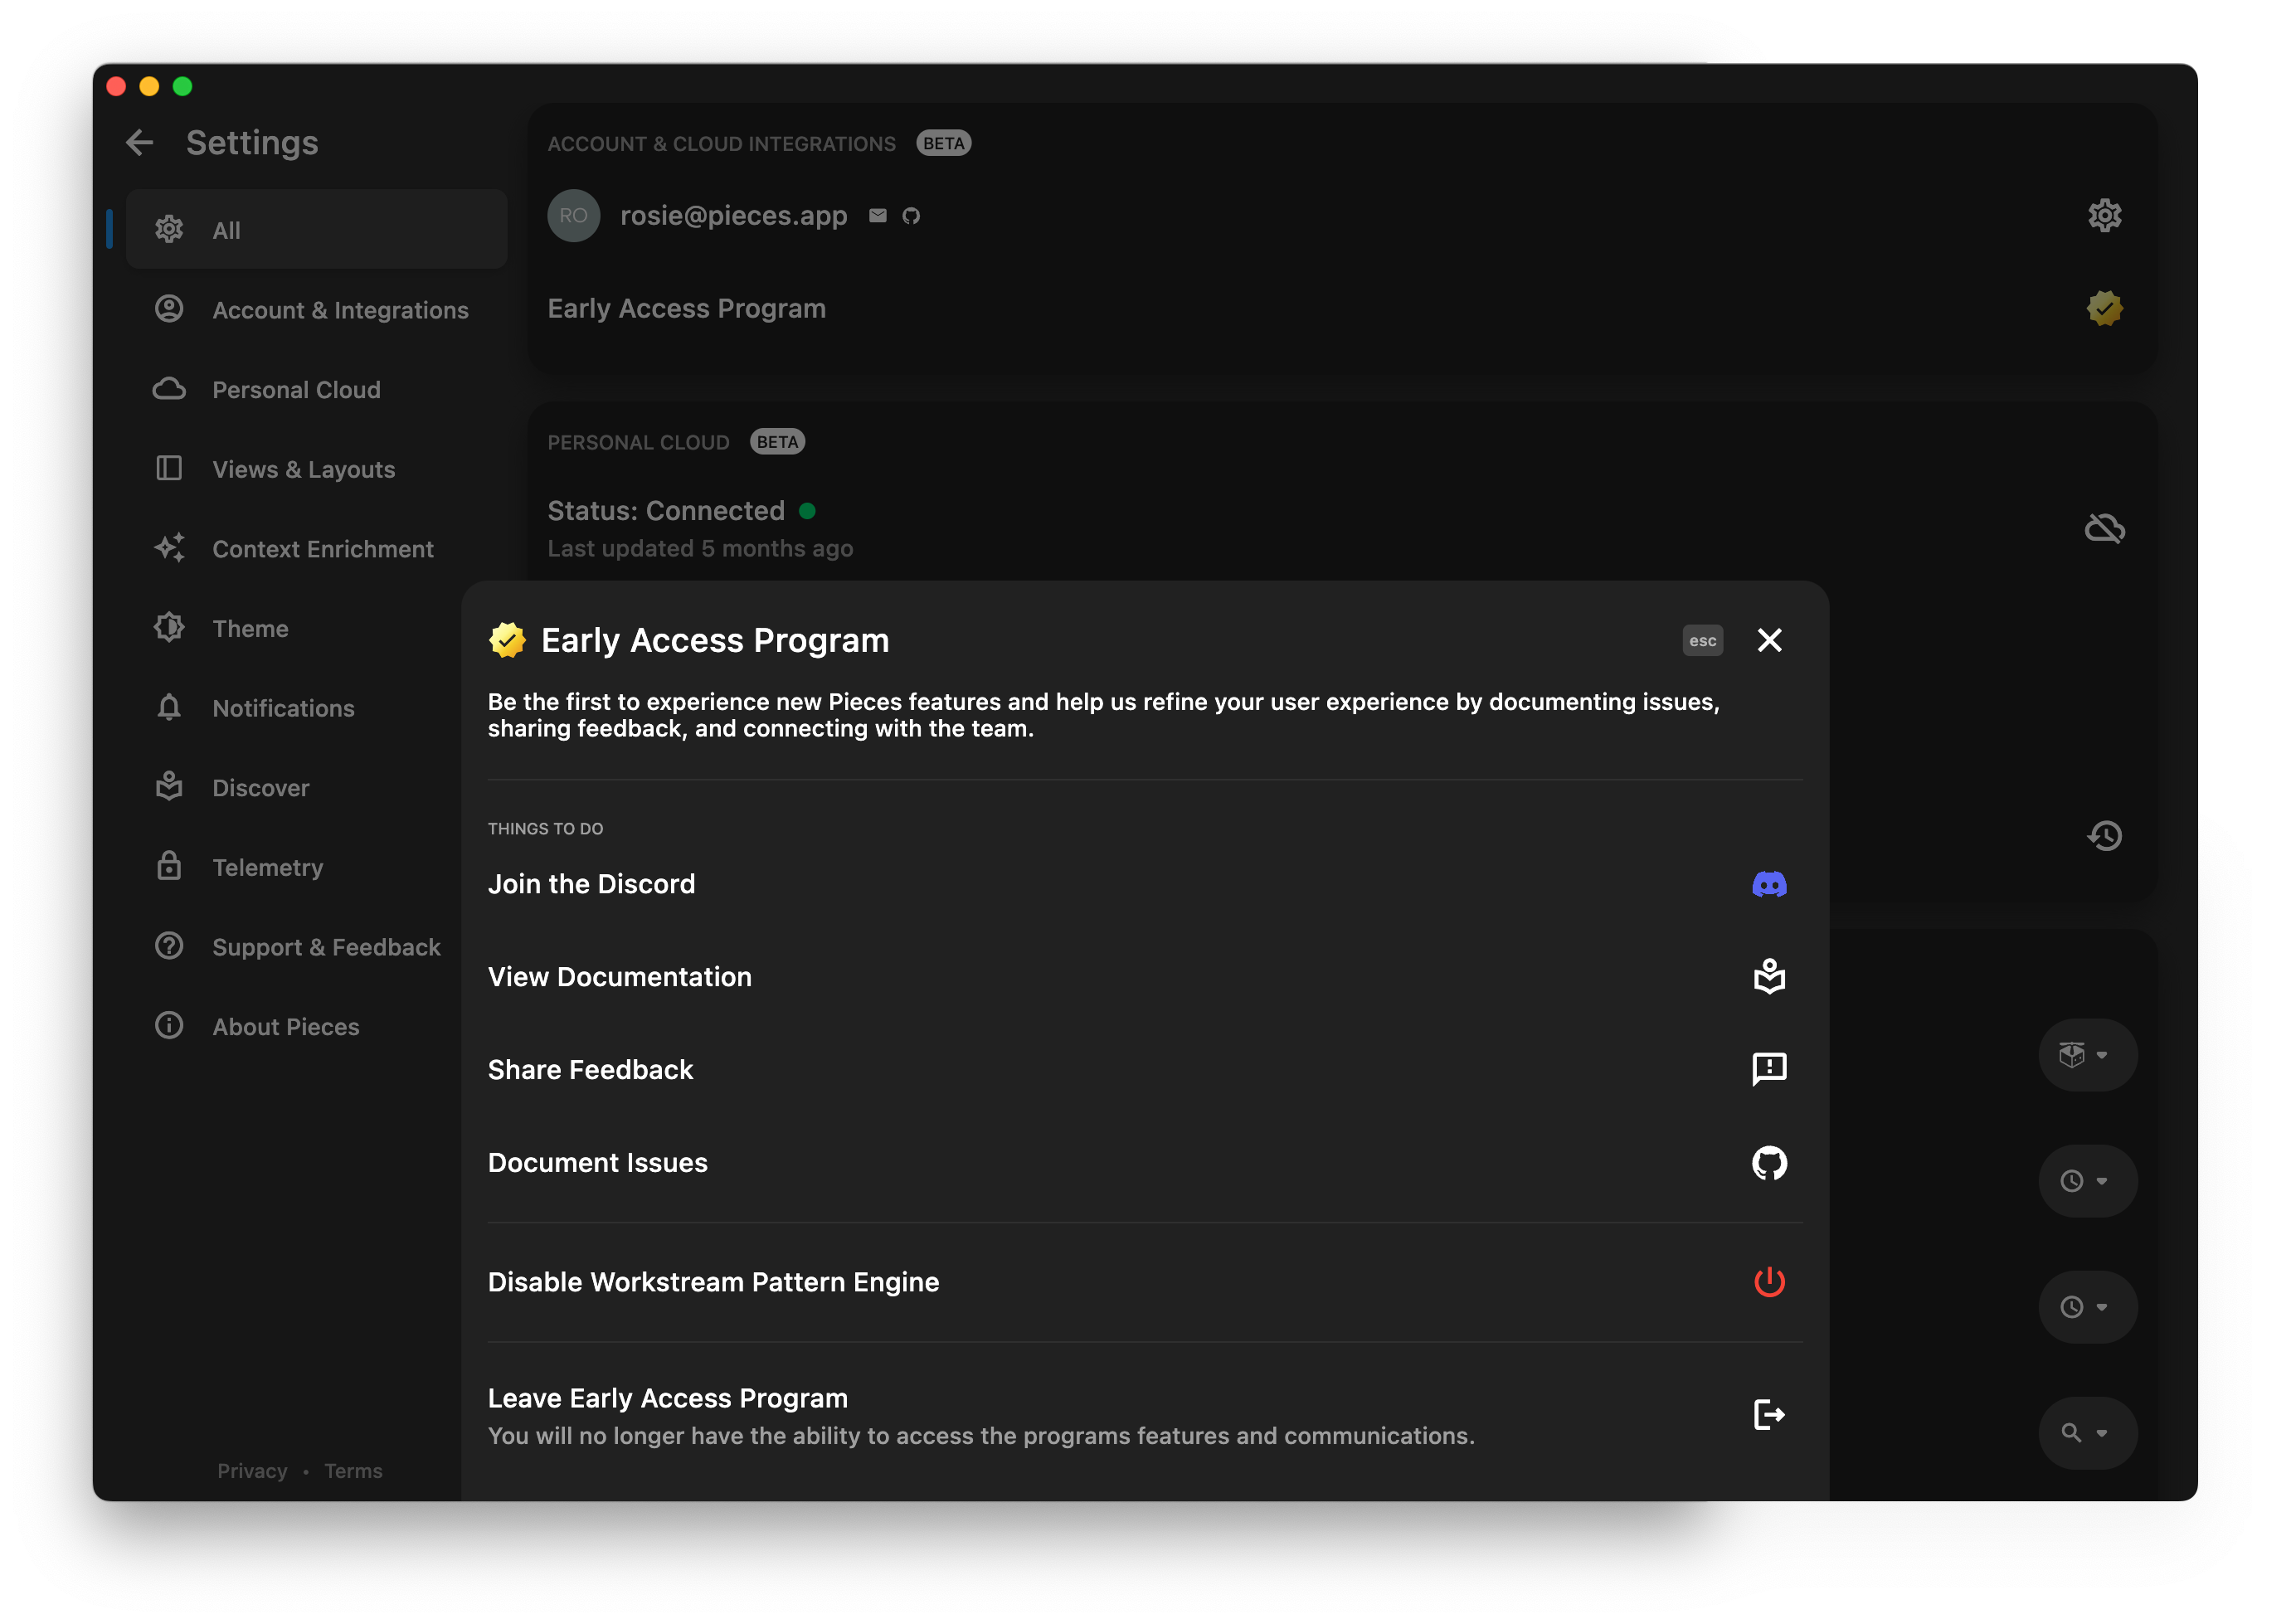 Settings
All
Account & Integrations
Personal Cloud
Views & Layouts
Context Enrichment
Theme
Notifications
Discover
Telemetry
Support & Feedback
About Pieces
Privacy • Terms
ACCOUNT & CLOUD INTEGRATIONS BETA
RO rosie@pieces.app
Early Access Program
PERSONAL CLOUD BETA
Status: Connected
Last updated 5 months ago
Early Access Program esc
Be the first to experience new Pieces features and help us refine your user experience by documenting issues,
sharing feedback, and connecting with the team.
THINGS TO DO
Join the Discord
View Documentation
Share Feedback
Document Issues
Disable Workstream Pattern Engine
Leave Early Access Program
You will no longer have the ability to access the programs features and communications.